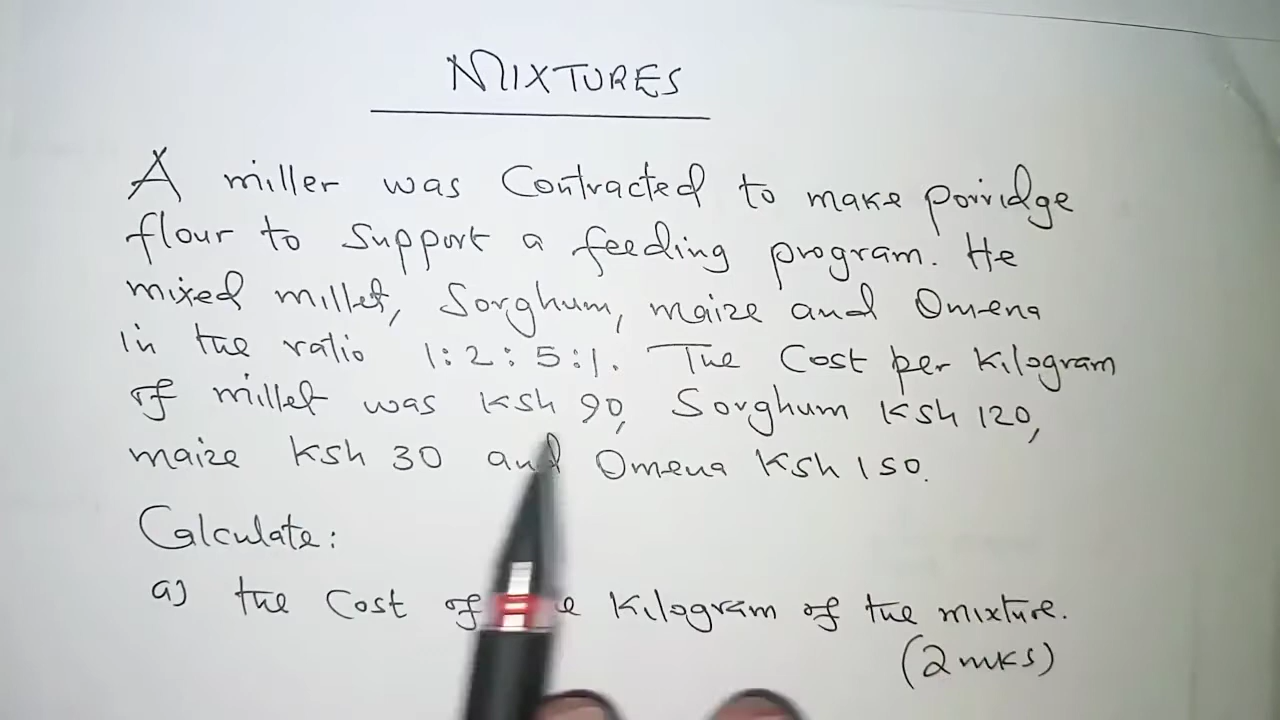 MIXTURES
A miller was Contracted to make porridge
flour to support a feeding program. He
mixed millet, Sorghum, maize and Omena
in the ratio 1:2:5:1. The Cost per Kilogram
of millet was Ksh 90, Sorghum Ksh 120,
maize Ksh 30 and Omena Ksh 150.
Calculate:
a) the Cost of Kilogram of the mixture.
(2mks)